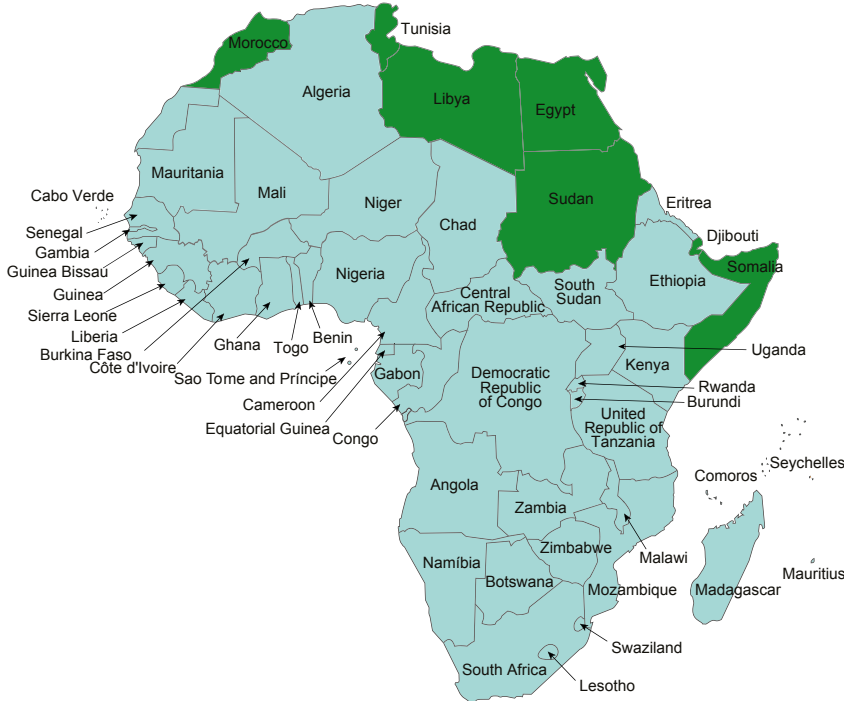 Tunisia
Morocco
Algeria
Libya
Egypt
Mauritania
Mali
Niger
Chad
Sudan
Cabo Verde
Eritrea
Senegal
Gambia
Guinea Bissau
Guinea
Sierra Leone
Liberia
Burkina Faso
Côte d'Ivoire
Ghana
Togo
Benin
Nigeria
Djibouti
Somalia
Ethiopia
South
Sudan
Central
African Republic
Sao Tome and Príncipe
Cameroon
Equatorial Guinea
Gabon
Congo
Democratic
Republic
of Congo
Uganda
Kenya
Rwanda
Burundi
United
Republic of
Tanzania
Seychelles
Comoros
Angola
Zambia
Malawi
Zimbabwe
Mozambique
Madagascar
Mauritius
Namíbia
Botswana
Swaziland
South Africa
Lesotho